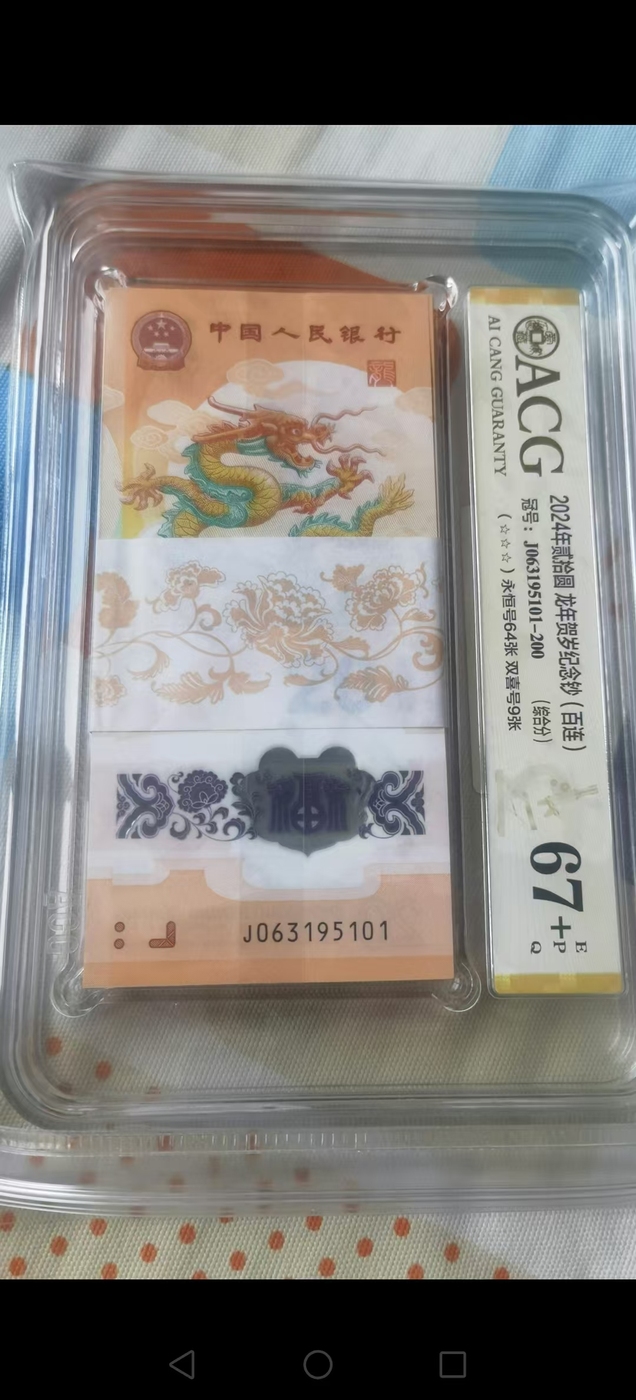 中国人民银行
龍
J063195101
ACG
AI CANG GUARANTY
2024年贰拾圆 龙年贺岁纪念钞（百连）
冠号：J063195101-200 （综合分）
（☆☆☆）永恒号64张 双喜号9张
67+
E
P
Q